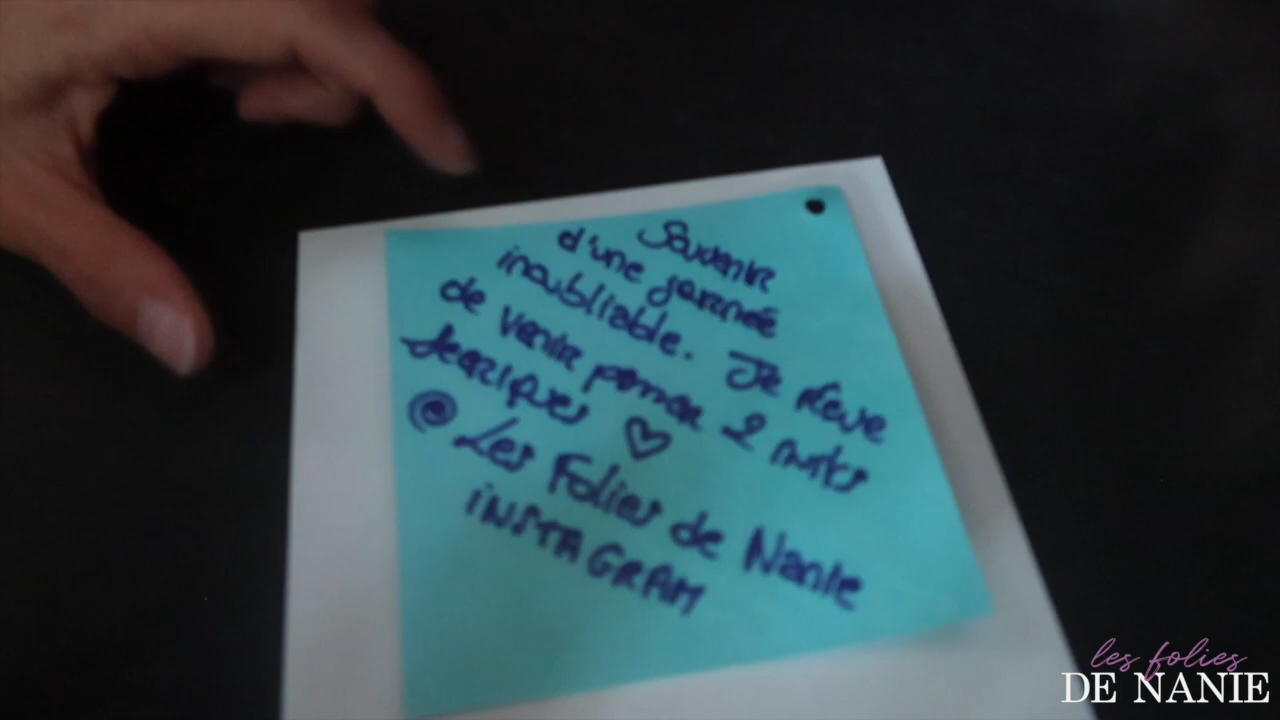 Souvenir
d'une journée
inoubliable. Je rêve
de venir passer 2 nuits
féeriques ♡
@ Les Folies de Nanie
INSTAGRAM
les folies
DE NANIE